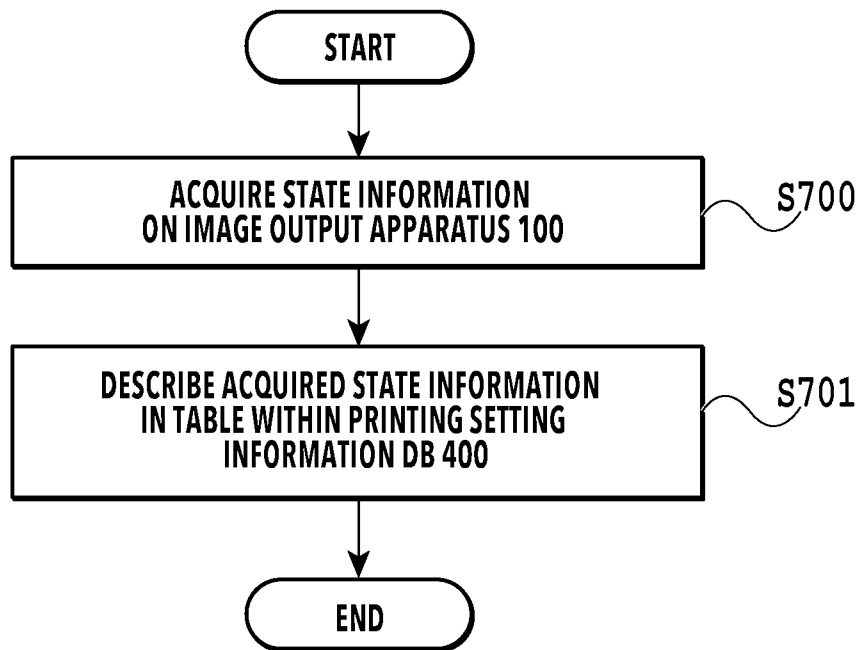 START
ACQUIRE STATE INFORMATION
ON IMAGE OUTPUT APPARATUS 100
S700
DESCRIBE ACQUIRED STATE INFORMATION
IN TABLE WITHIN PRINTING SETTING
INFORMATION DB 400
S701
END